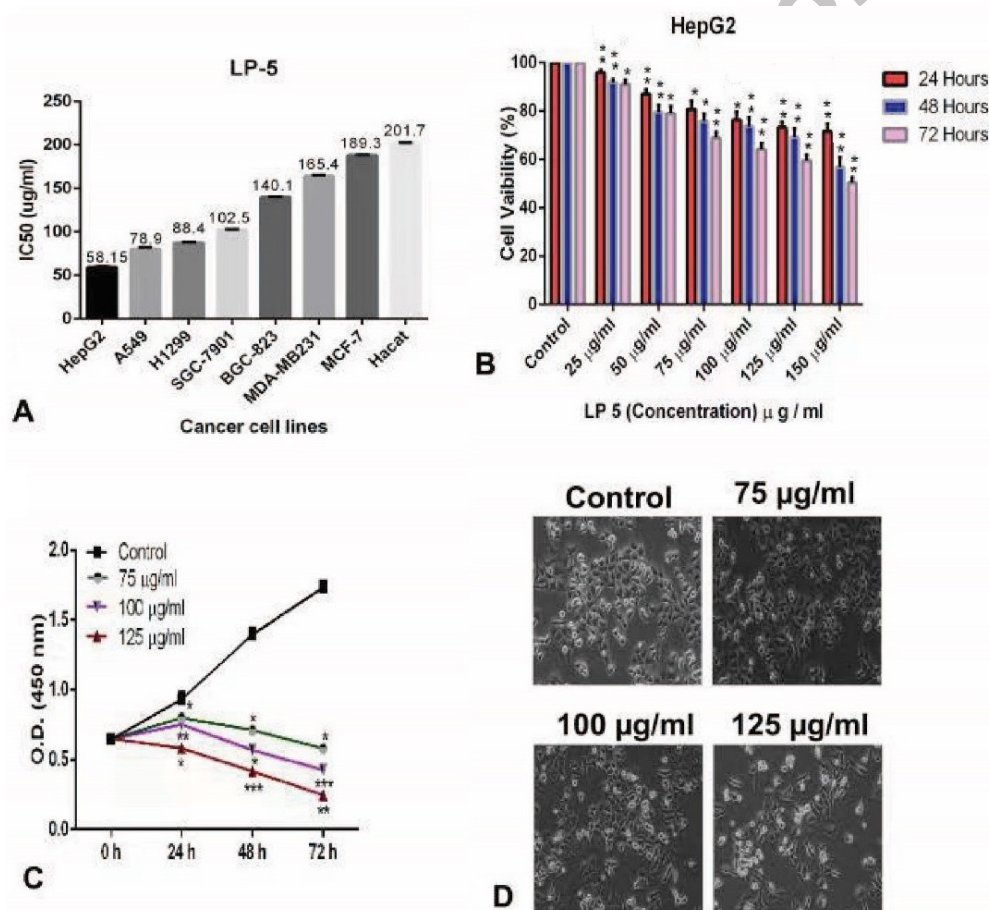 LP-5
IC50 (ug/ml)
250
200
150
100
50
0
58.15
78.9
88.4
102.5
140.1
165.4
189.3
201.7
HepG2
A549
H1299
SGC-7901
BGC-823
MDA-MB231
MCF-7
Hacat
A
Cancer cell lines
HepG2
Cell Vaibility (%)
100
80
60
40
20
0
**
**
*
**
**
*
*
*
**
*
*
**
*
**
**
**
**
**
24 Hours
48 Hours
72 Hours
Control
25 µg/ml
50 µg/ml
75 µg/ml
100 µg/ml
125 µg/ml
150 µg/ml
B
LP 5 (Concentration) µ g / ml
O.D. (450 nm)
2.0
1.5
1.0
0.5
0.0
Control
75 µg/ml
100 µg/ml
125 µg/ml
*
**
*
*
*
***
*
***
**
0 h
24 h
48 h
72 h
C
Control
75 µg/ml
100 µg/ml
125 µg/ml
D